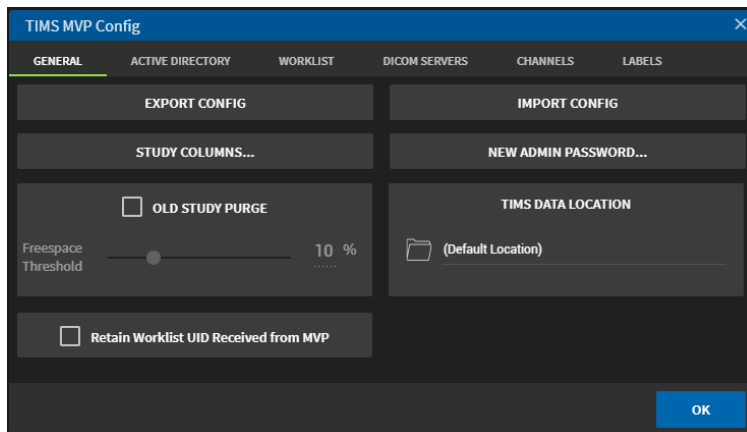 TIMS MVP Config
GENERAL ACTIVE DIRECTORY WORKLIST DICOM SERVERS CHANNELS LABELS
EXPORT CONFIG IMPORT CONFIG
STUDY COLUMNS... NEW ADMIN PASSWORD...
OLD STUDY PURGE
Freespace
Threshold
10 %
TIMS DATA LOCATION
(Default Location)
Retain Worklist UID Received from MVP
OK